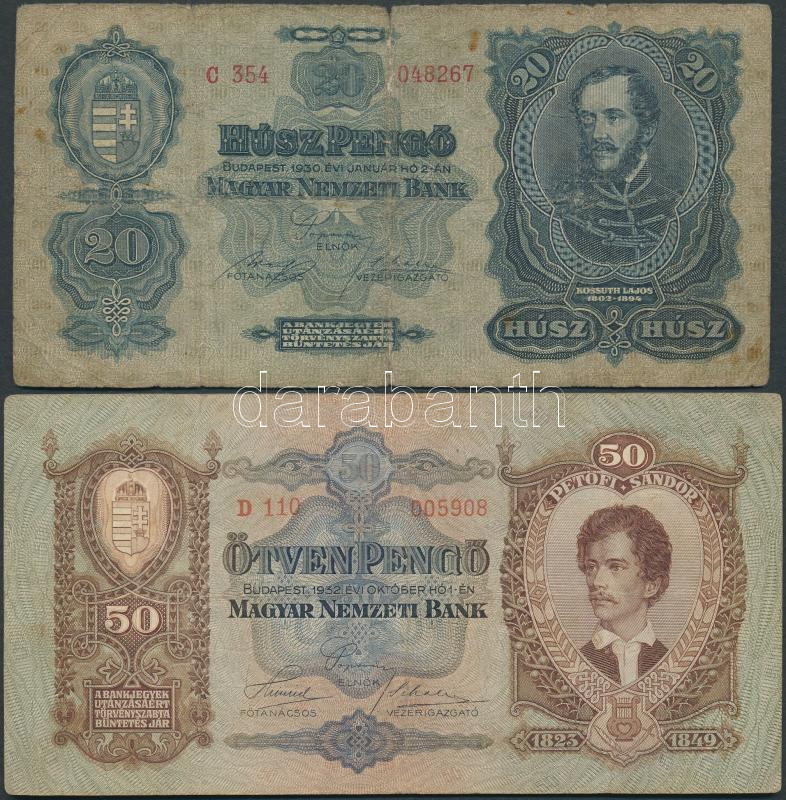 20
C 354
20
048267
20
20
HÚSZ PENGŐ
BUDAPEST, 1930. ÉVI JANUÁR HÓ 2-ÁN
MAGYAR NEMZETI BANK
20
ELNÖK
FŐTANÁCSOS
VEZÉRIGAZGATÓ
KOSSUTH LAJOS
1802-1894
HÚSZ
HÚSZ
A BANKJEGYEK
UTÁNZÁSÁÉRT
TÖRVÉNYSZABTA
BÜNTETÉS JÁR
darabanth
50
50
PETŐFI SÁNDOR
D 110
005908
ÖTVEN PENGŐ
BUDAPEST, 1932. ÉVI OKTÓBER HÓ 1-ÉN
MAGYAR NEMZETI BANK
50
ELNÖK
FŐTANÁCSOS
VEZÉRIGAZGATÓ
A BANKJEGYEK
UTÁNZÁSÁÉRT
TÖRVÉNYSZABTA
BÜNTETÉS JÁR
1823
1849